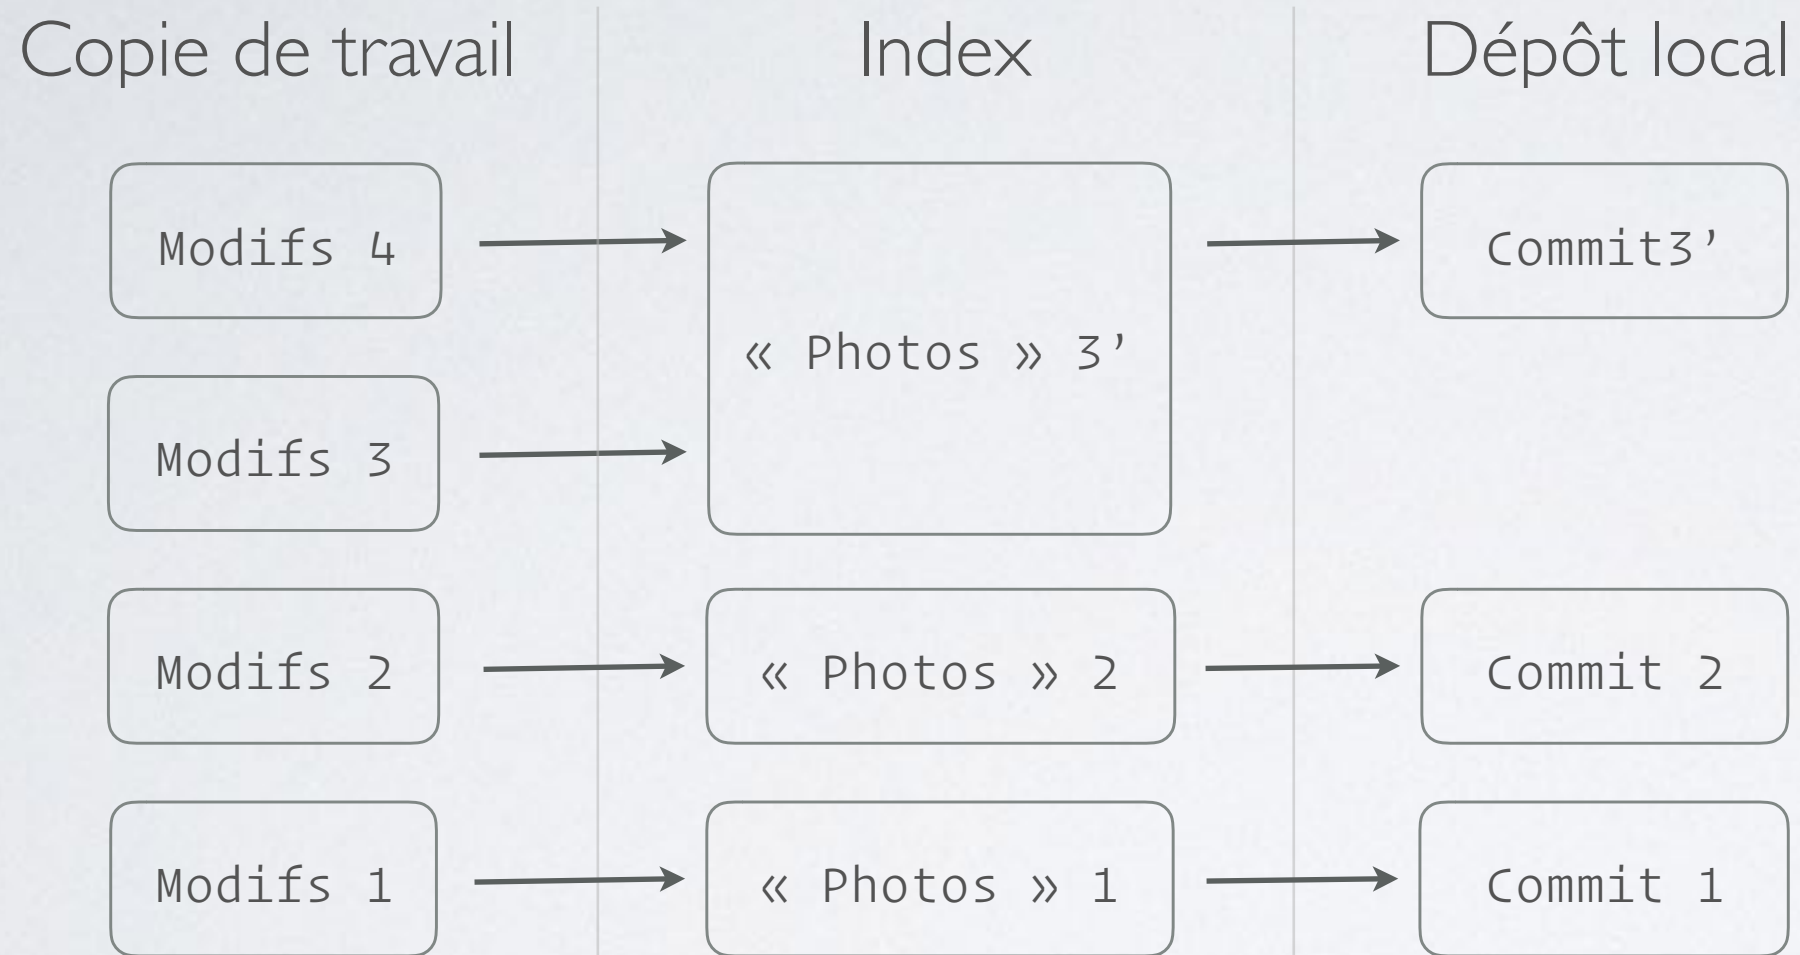 Copie de travail
Index
Dépôt local
Modifs 4
« Photos » 3’
Commit3’
Modifs 3
Modifs 2
« Photos » 2
Commit 2
Modifs 1
« Photos » 1
Commit 1